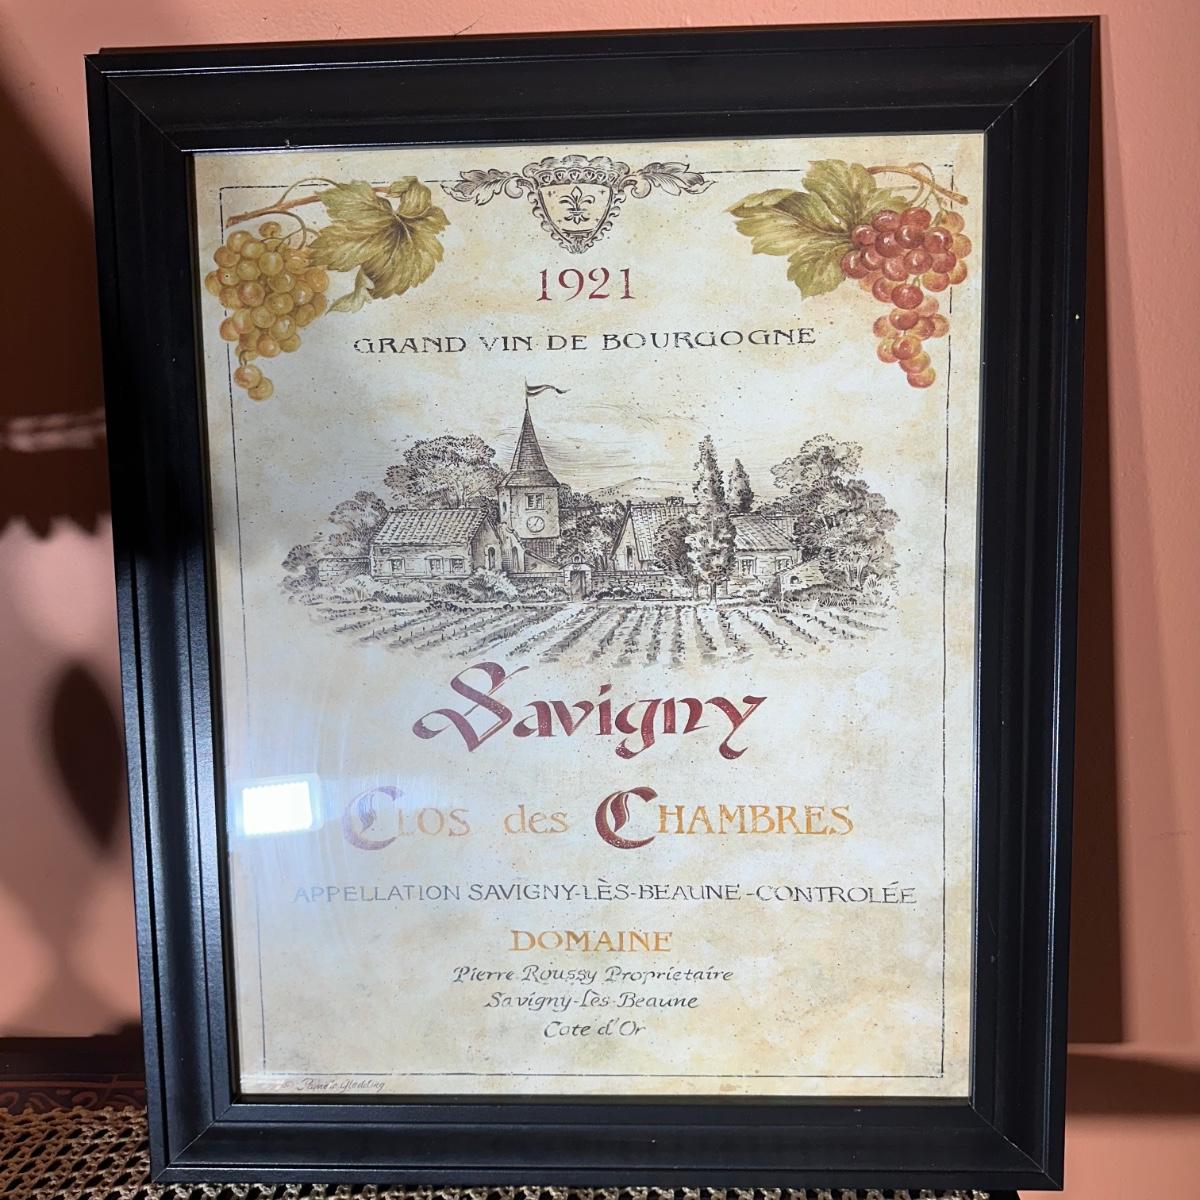 1921
GRAND VIN DE BOURGOGNE
Savigny
CLOS des CHAMBRES
APPELLATION SAVIGNY-LÈS-BEAUNE-CONTROLÉE
DOMAINE
Pierre Roussy Proprietaire
Savigny-Lès-Beaune
Cote d'Or